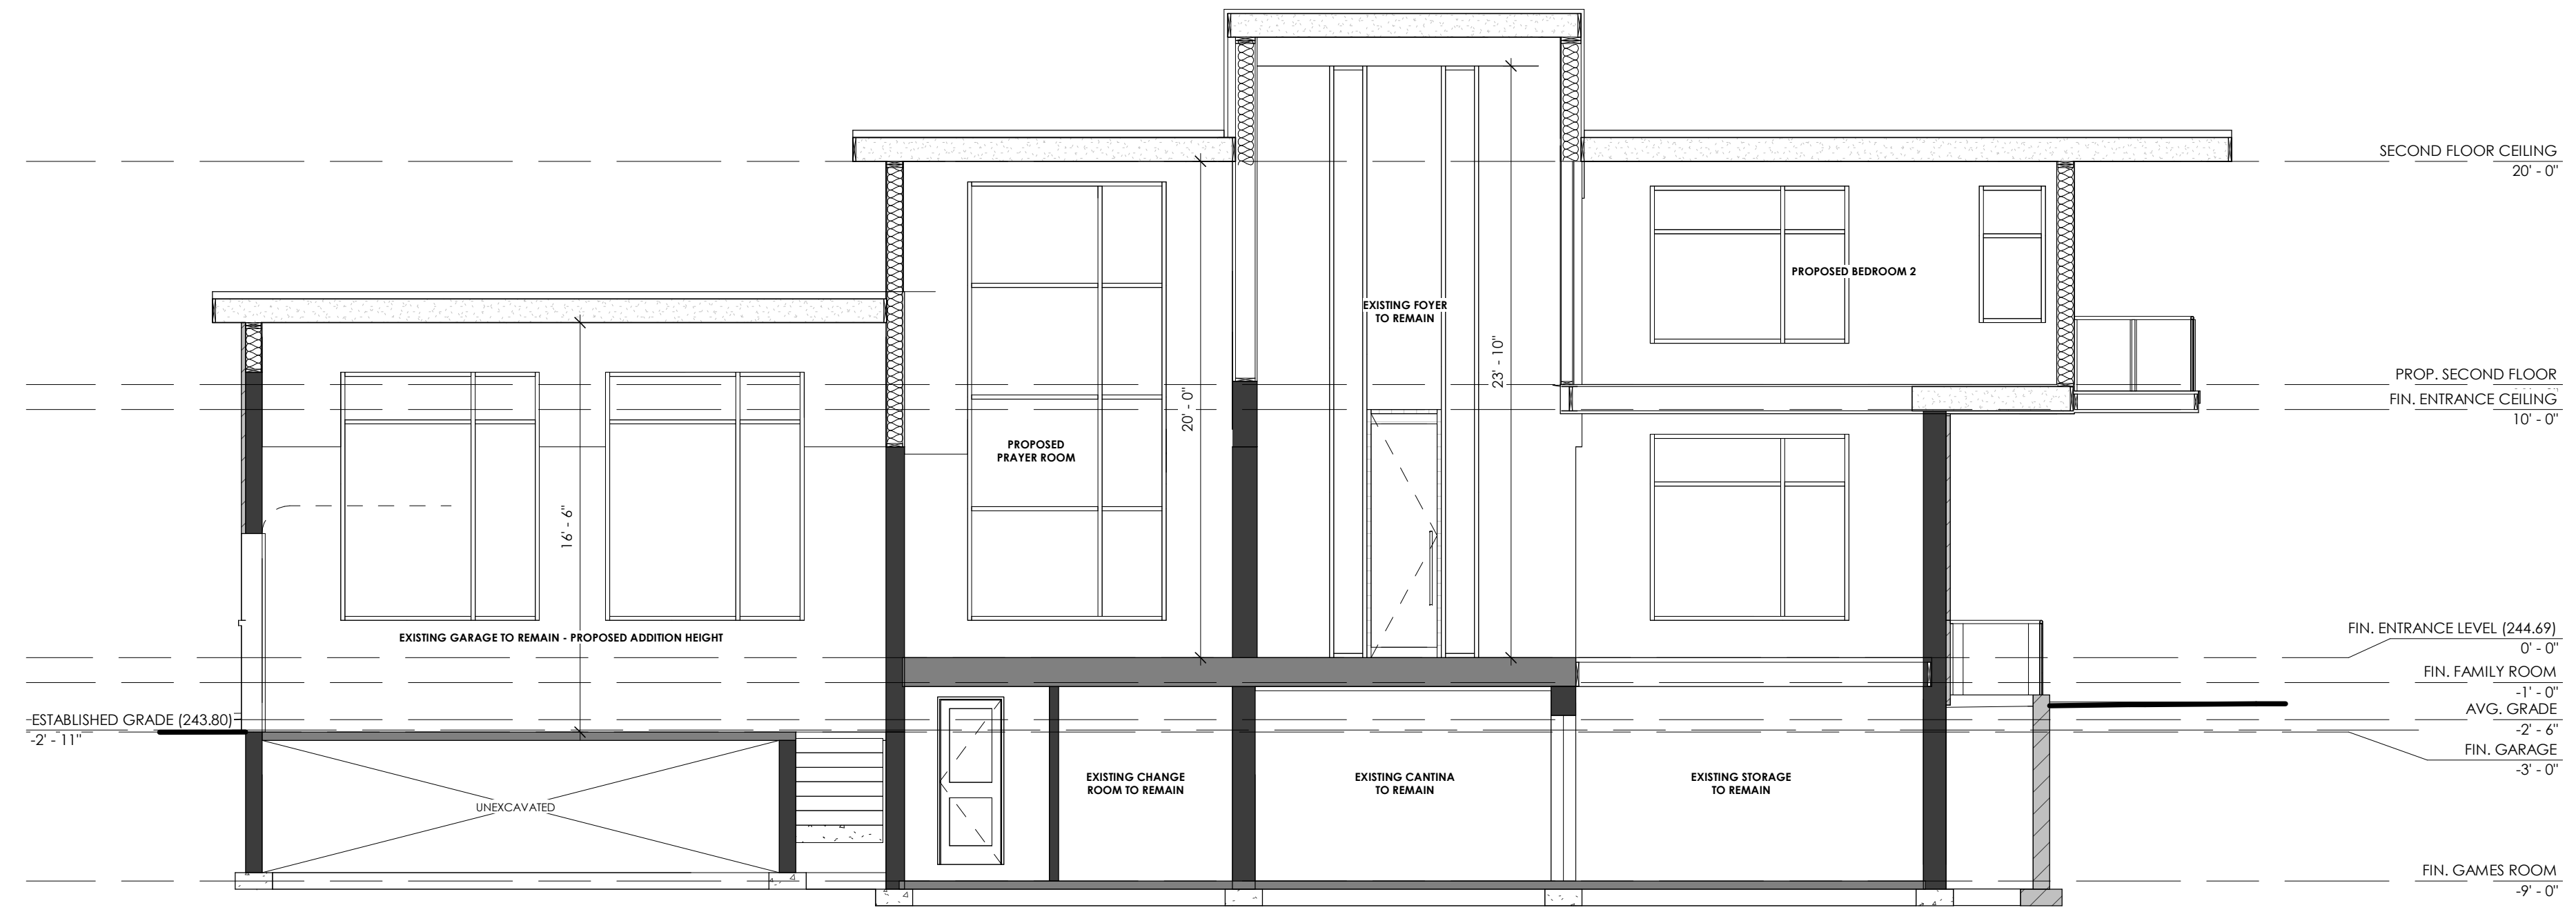 SECOND FLOOR CEILING
20' - 0"
PROPOSED BEDROOM 2
EXISTING FOYER
TO REMAIN
23' - 10"
20' - 0"
PROP. SECOND FLOOR
FIN. ENTRANCE CEILING
10' - 0"
PROPOSED
PRAYER ROOM
16' - 6"
EXISTING GARAGE TO REMAIN - PROPOSED ADDITION HEIGHT
FIN. ENTRANCE LEVEL (244.69)
0' - 0"
FIN. FAMILY ROOM
-1' - 0"
AVG. GRADE
-2' - 6"
FIN. GARAGE
-3' - 0"
ESTABLISHED GRADE (243.80)
-2' - 11"
EXISTING CHANGE
ROOM TO REMAIN
EXISTING CANTINA
TO REMAIN
EXISTING STORAGE
TO REMAIN
UNEXCAVATED
FIN. GAMES ROOM
-9' - 0"